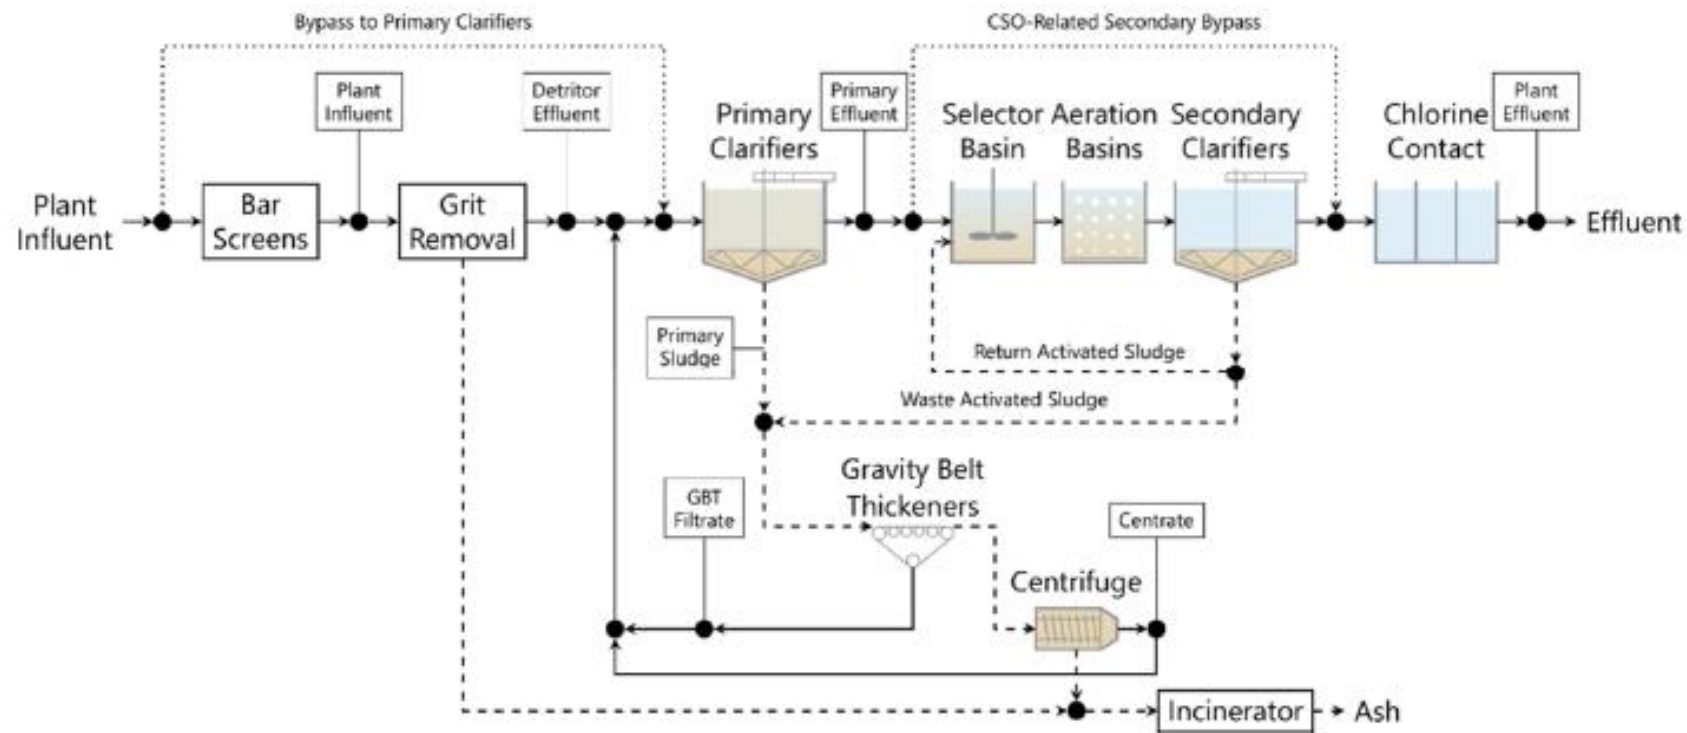 Bypass to Primary Clarifiers
CSO-Related Secondary Bypass
Plant
Influent
Detritor
Effluent
Primary
Clarifiers
Primary
Effluent
Selector
Basin
Aeration
Basins
Secondary
Clarifiers
Chlorine
Contact
Plant
Effluent
Plant
Influent
Bar
Screens
Grit
Removal
Effluent
Primary
Sludge
Return Activated Sludge
Waste Activated Sludge
Gravity Belt
Thickeners
GBT
Filtrate
Centrate
Centrifuge
Incinerator
Ash